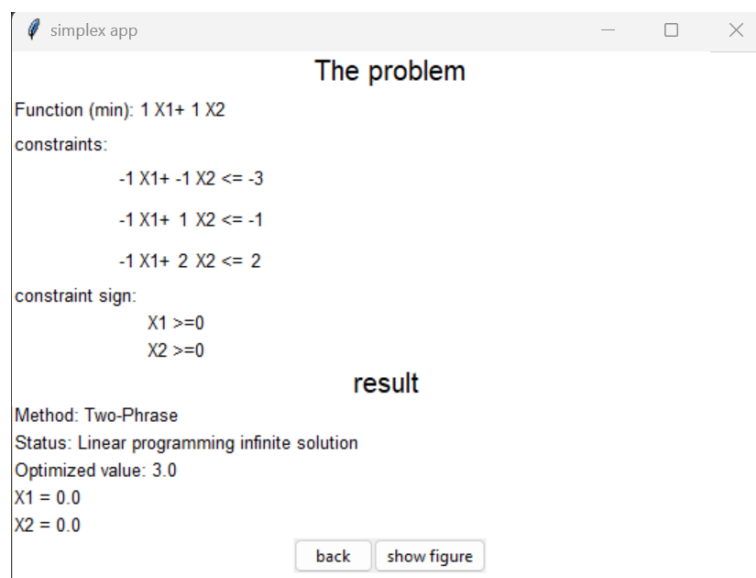 simplex app
The problem
Function (min): 1 X1+ 1 X2
constraints:
-1 X1+ -1 X2 <= -3
-1 X1+ 1 X2 <= -1
-1 X1+ 2 X2 <= 2
constraint sign:
X1 >=0
X2 >=0
result
Method: Two-Phrase
Status: Linear programming infinite solution
Optimized value: 3.0
X1 = 0.0
X2 = 0.0
back show figure